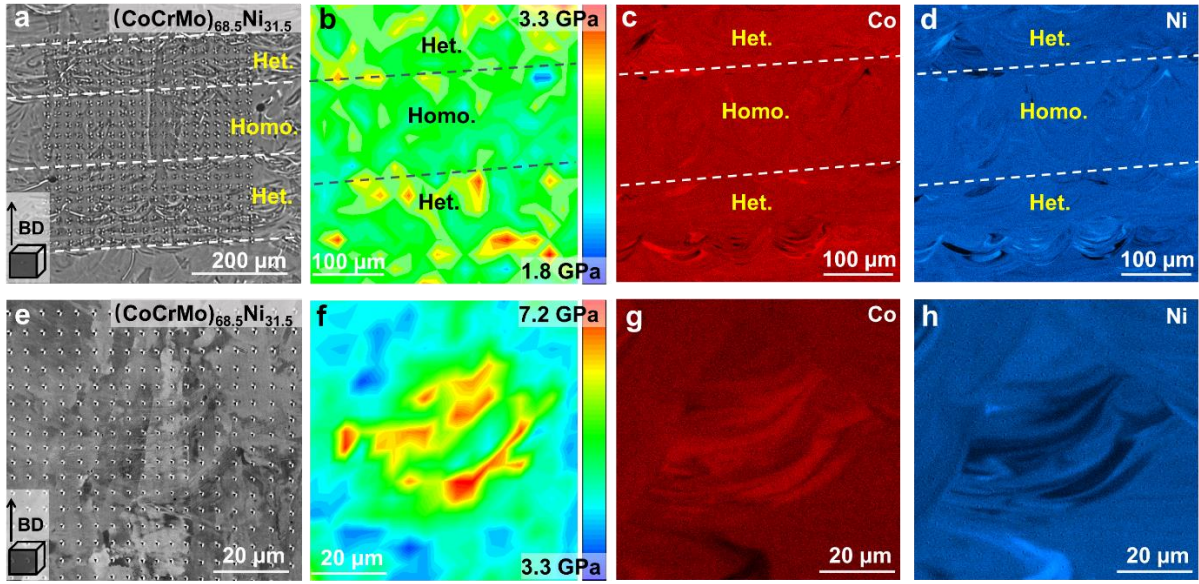 a (CoCrMo)68.5Ni31.5
Het.
Homo.
Het.
BD
200 µm
b 3.3 GPa
Het.
Homo.
Het.
100 µm 1.8 GPa
c Co
Het.
Homo.
Het.
100 µm
d Ni
Het.
Homo.
Het.
100 µm
e (CoCrMo)68.5Ni31.5
BD
20 µm
f 7.2 GPa
20 µm 3.3 GPa
g Co
20 µm
h Ni
20 µm